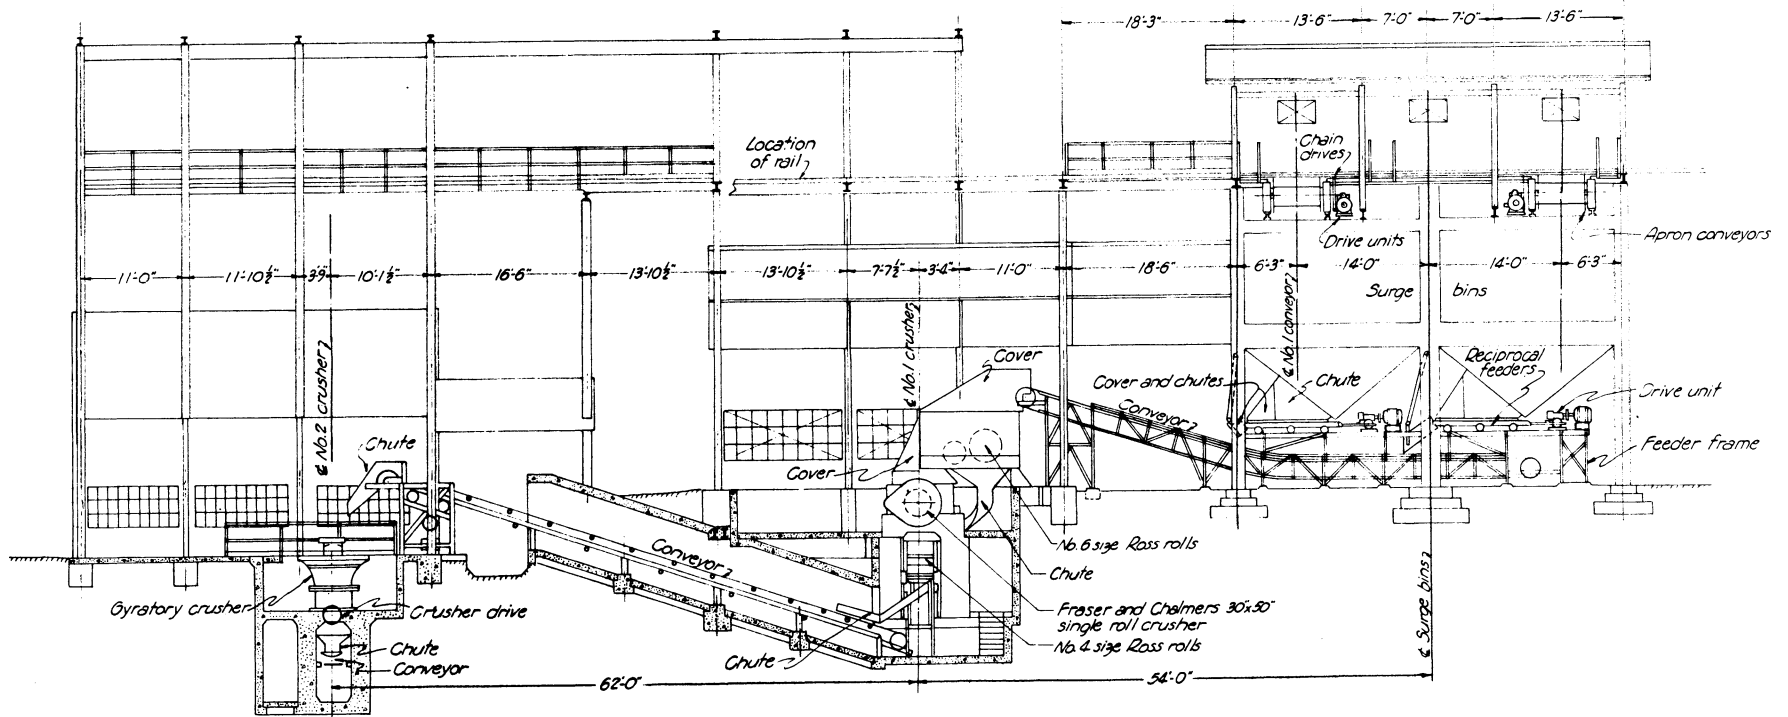 18'-3" 13'-6" 7'-0" 7'-0" 13'-6"
Location
of rail
Chain
drives
Drive units
Apron conveyors
11'-0" 11'-10½" 3'-9" 10'-1½" 16'-6" 13'-10½" 13'-10½" 7'-7½" 3'-4" 11'-0" 18'-6" 6'-3" 14'-0" 14'-0" 6'-3"
Surge bins
℄ No. 2 crusher
℄ No. 1 crusher
℄ No. 1 conveyor
Cover
Cover and chutes
Chute
Reciprocal
feeders
Drive unit
Conveyor
Feeder frame
Chute
Cover
No. 6 size Ross rolls
Conveyor
Chute
Gyratory crusher
Crusher drive
Fraser and Chalmers 30"x50"
single roll crusher
No. 4 size Ross rolls
Chute
Conveyor
Chute
℄ Surge bins
62'-0" 54'-0"